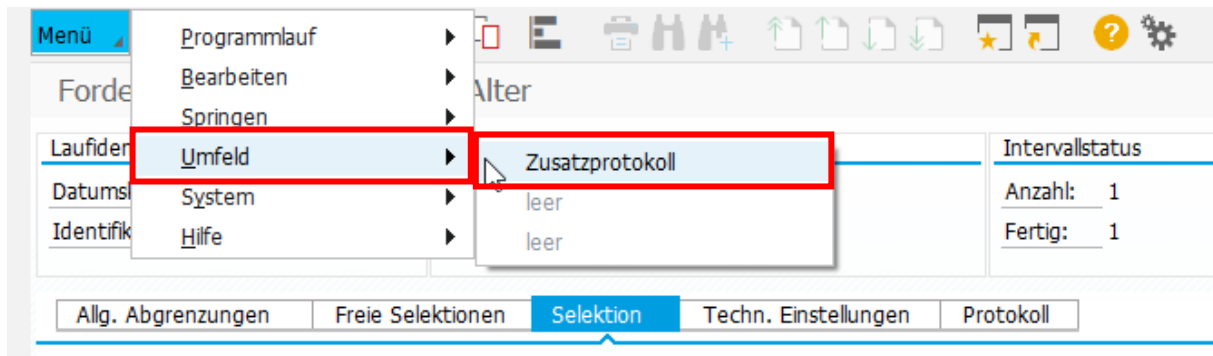 Menü
Programmlauf
Bearbeiten
Springen
Umfeld
System
Hilfe
Zusatzprotokoll
leer
leer
Forde
Alter
Laufiden
Datums
Identifik
Intervallstatus
Anzahl: 1
Fertig: 1
Allg. Abgrenzungen Freie Selektionen Selektion Techn. Einstellungen Protokoll